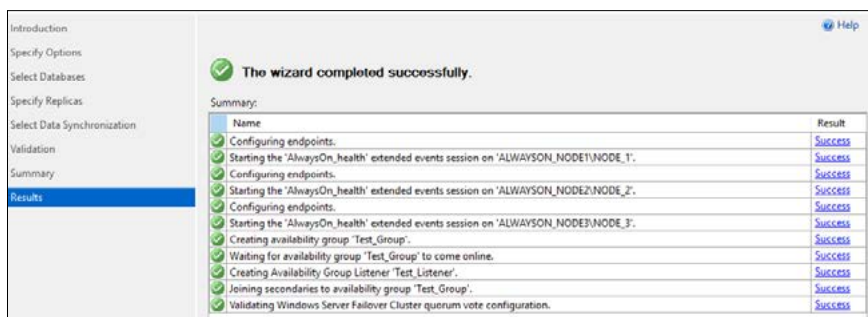 Help
Introduction
Specify Options
Select Databases
Specify Replicas
Select Data Synchronization
Validation
Summary
Results
The wizard completed successfully.
Summary:
Name Result
Configuring endpoints. Success
Starting the 'AlwaysOn_health' extended events session on 'ALWAYSON_NODE1\NODE_1'. Success
Configuring endpoints. Success
Starting the 'AlwaysOn_health' extended events session on 'ALWAYSON_NODE2\NODE_2'. Success
Configuring endpoints. Success
Starting the 'AlwaysOn_health' extended events session on 'ALWAYSON_NODE3\NODE_3'. Success
Creating availability group 'Test_Group'. Success
Waiting for availability group 'Test_Group' to come online. Success
Creating Availability Group Listener 'Test_Listener'. Success
Joining secondaries to availability group 'Test_Group'. Success
Validating Windows Server Failover Cluster quorum vote configuration. Success